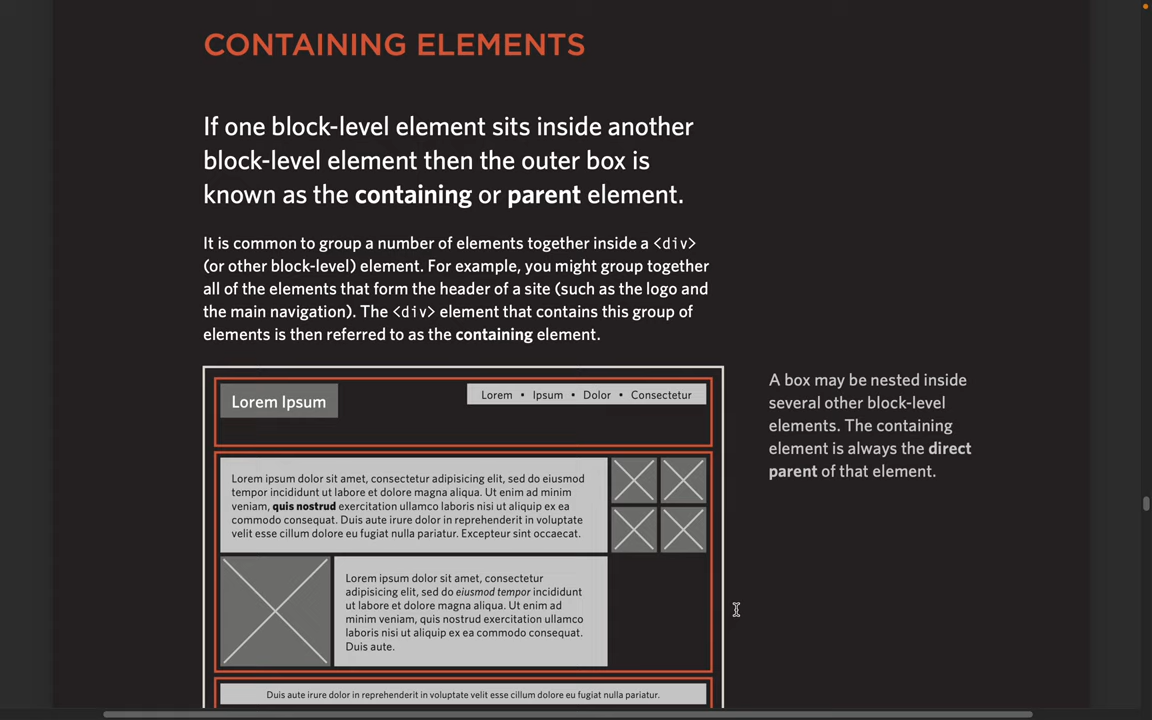 CONTAINING ELEMENTS
If one block-level element sits inside another
block-level element then the outer box is
known as the containing or parent element.
It is common to group a number of elements together inside a <div>
(or other block-level) element. For example, you might group together
all of the elements that form the header of a site (such as the logo and
the main navigation). The <div> element that contains this group of
elements is then referred to as the containing element.
Lorem Ipsum
Lorem • Ipsum • Dolor • Consectetur
Lorem ipsum dolor sit amet, consectetur adipisicing elit, sed do eiusmod
tempor incididunt ut labore et dolore magna aliqua. Ut enim ad minim
veniam, quis nostrud exercitation ullamco laboris nisi ut aliquip ex ea
commodo consequat. Duis aute irure dolor in reprehenderit in voluptate
velit esse cillum dolore eu fugiat nulla pariatur. Excepteur sint occaecat.
Lorem ipsum dolor sit amet, consectetur
adipisicing elit, sed do eiusmod tempor incididunt
ut labore et dolore magna aliqua. Ut enim ad
minim veniam, quis nostrud exercitation ullamco
laboris nisi ut aliquip ex ea commodo consequat.
Duis aute.
Duis aute irure dolor in reprehenderit in voluptate velit esse cillum dolore eu fugiat nulla pariatur.
A box may be nested inside
several other block-level
elements. The containing
element is always the direct
parent of that element.